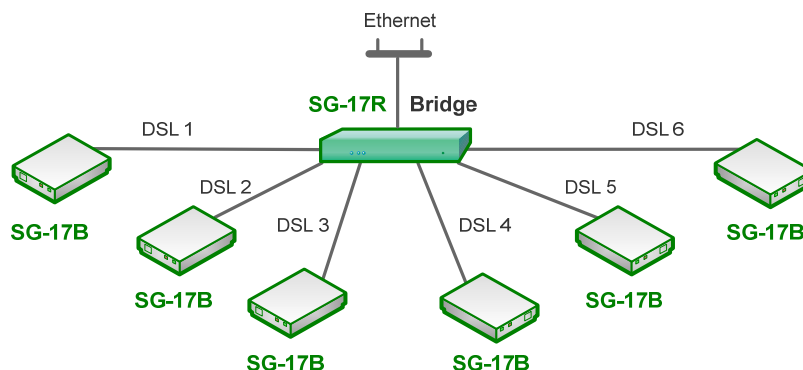 Ethernet
SG-17R Bridge
DSL 1
DSL 6
DSL 2
DSL 5
DSL 3
DSL 4
SG-17B
SG-17B
SG-17B
SG-17B
SG-17B
SG-17B